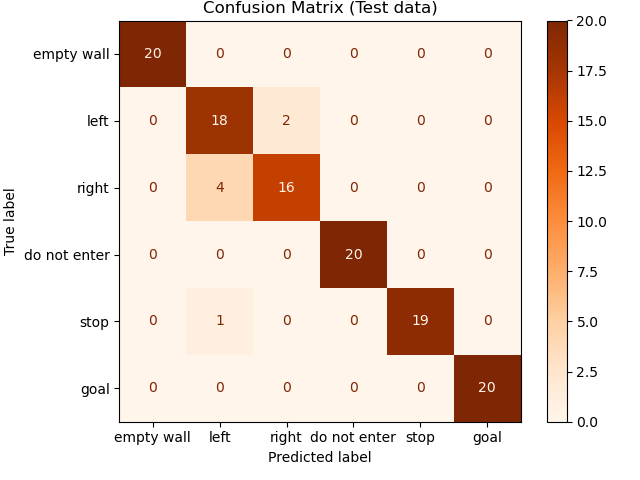 Confusion Matrix (Test data)
empty wall 20 0 0 0 0 0
left 0 18 2 0 0 0
right 0 4 16 0 0 0
do not enter 0 0 0 20 0 0
stop 0 1 0 0 19 0
goal 0 0 0 0 0 20
empty wall left right do not enter stop goal
Predicted label
True label
20.0
17.5
15.0
12.5
10.0
7.5
5.0
2.5
0.0